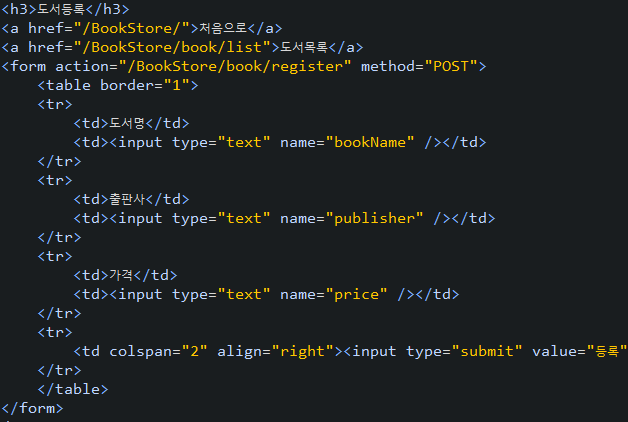 <h3>도서등록</h3>
<a href="/BookStore/">처음으로</a>
<a href="/BookStore/book/list">도서목록</a>
<form action="/BookStore/book/register" method="POST">
<table border="1">
<tr>
<td>도서명</td>
<td><input type="text" name="bookName" /></td>
</tr>
<tr>
<td>출판사</td>
<td><input type="text" name="publisher" /></td>
</tr>
<tr>
<td>가격</td>
<td><input type="text" name="price" /></td>
</tr>
<tr>
<td colspan="2" align="right"><input type="submit" value="등록"
</tr>
</table>
</form>